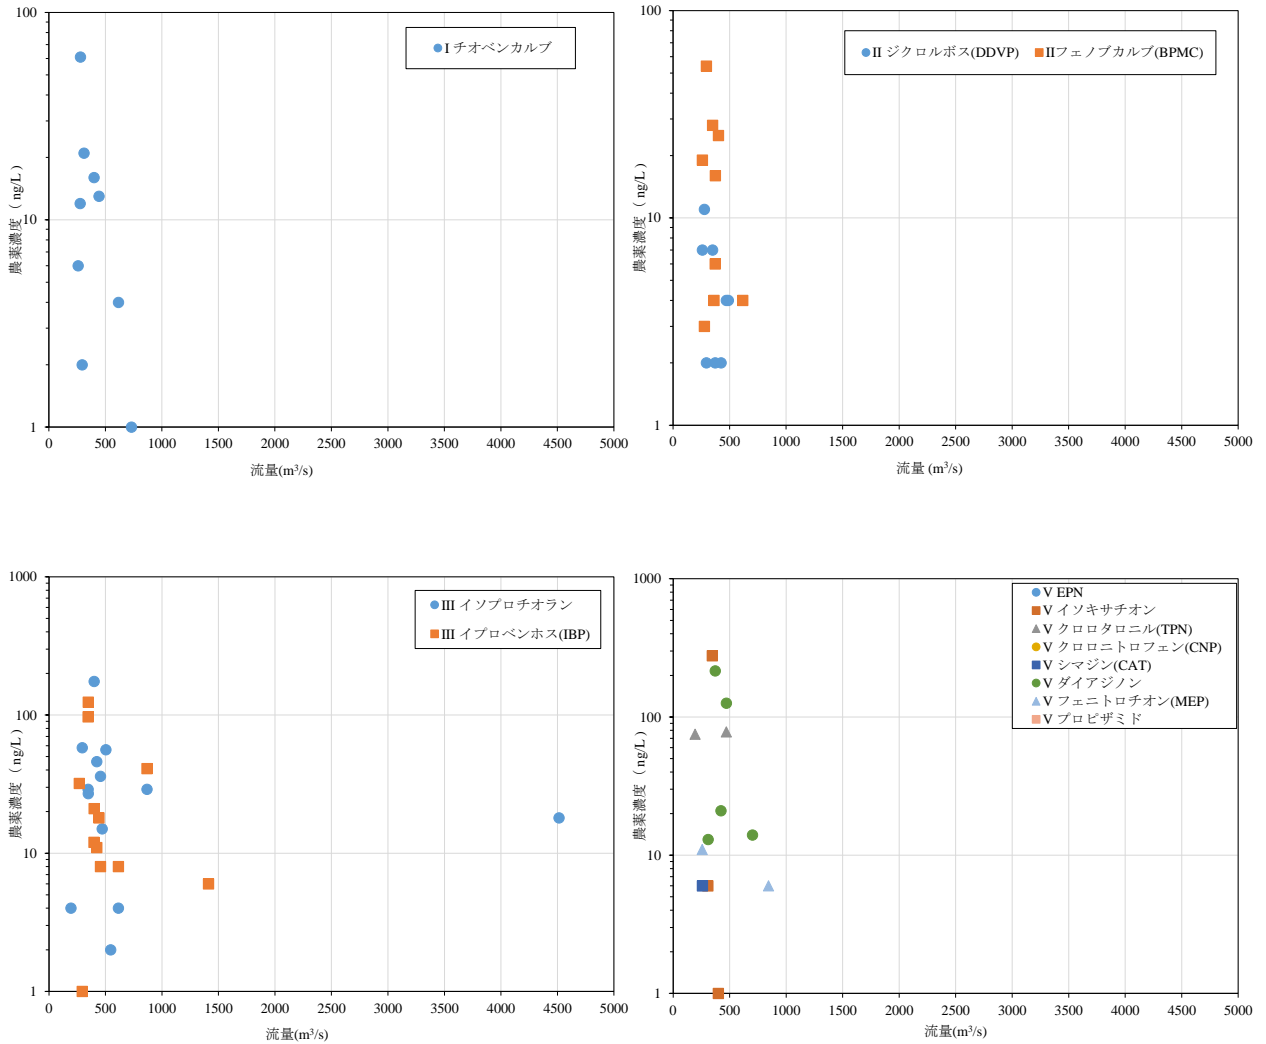 100
10
1
0 500 1000 1500 2000 2500 3000 3500 4000 4500 5000
農薬濃度（ ng/L ）
流量(m³/s)
I チオベンカルブ
100
10
1
0 500 1000 1500 2000 2500 3000 3500 4000 4500 5000
農薬濃度（ ng/L ）
流量 (m³/s)
II ジクロルボス(DDVP) IIフェノブカルブ(BPMC)
1000
100
10
1
0 500 1000 1500 2000 2500 3000 3500 4000 4500 5000
農薬濃度（ ng/L ）
流量(m³/s)
III イソプロチオラン
III イプロベンホス(IBP)
1000
100
10
1
0 500 1000 1500 2000 2500 3000 3500 4000 4500 5000
農薬濃度（ ng/L ）
流量(m³/s)
V EPN
V イソキサチオン
V クロロタロニル(TPN)
V クロロニトロフェン(CNP)
V シマジン(CAT)
V ダイアジノン
V フェニトロチオン(MEP)
V プロピザミド